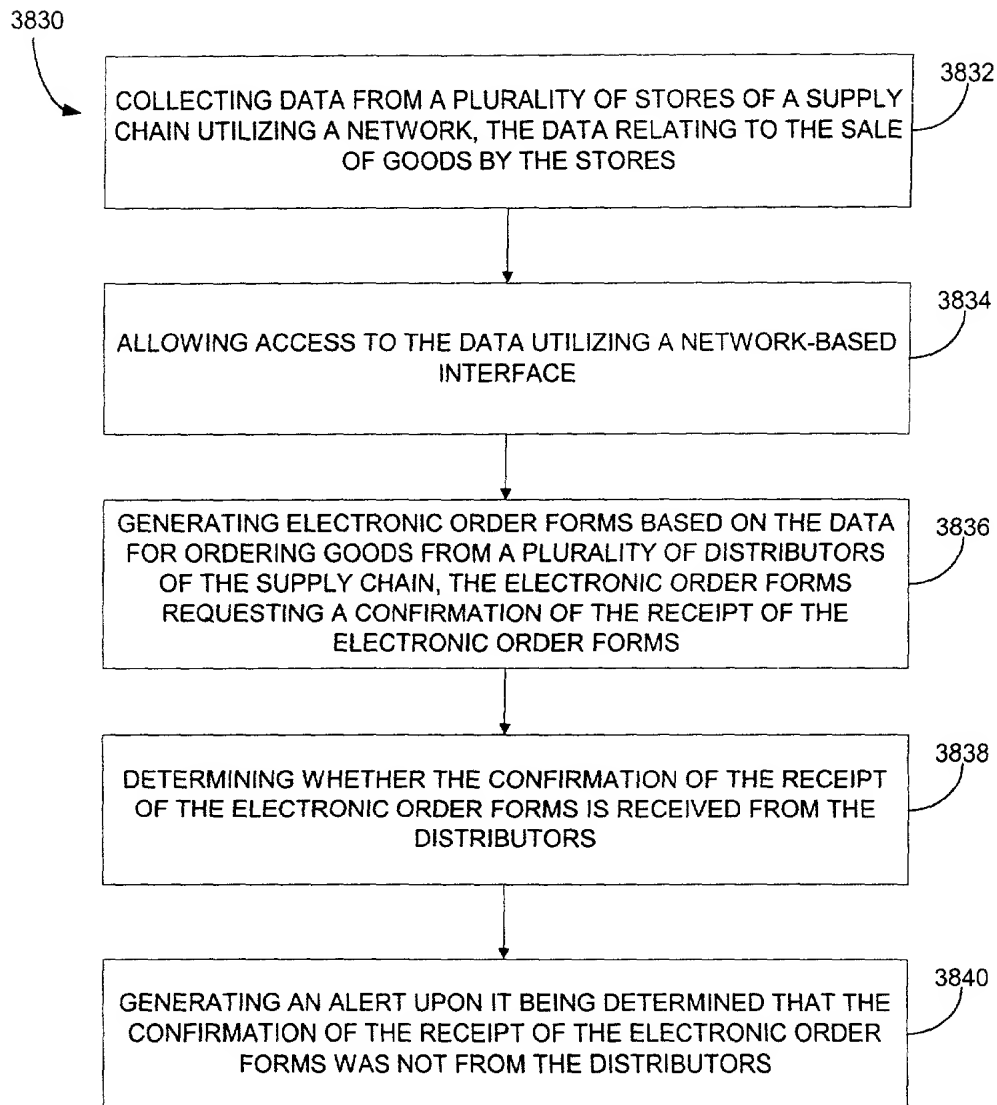 3830
3832
COLLECTING DATA FROM A PLURALITY OF STORES OF A SUPPLY
CHAIN UTILIZING A NETWORK, THE DATA RELATING TO THE SALE
OF GOODS BY THE STORES
3834
ALLOWING ACCESS TO THE DATA UTILIZING A NETWORK-BASED
INTERFACE
GENERATING ELECTRONIC ORDER FORMS BASED ON THE DATA
FOR ORDERING GOODS FROM A PLURALITY OF DISTRIBUTORS
3836
OF THE SUPPLY CHAIN, THE ELECTRONIC ORDER FORMS
REQUESTING A CONFIRMATION OF THE RECEIPT OF THE
ELECTRONIC ORDER FORMS
3838
DETERMINING WHETHER THE CONFIRMATION OF THE RECEIPT
OF THE ELECTRONIC ORDER FORMS IS RECEIVED FROM THE
DISTRIBUTORS
3840
GENERATING AN ALERT UPON IT BEING DETERMINED THAT THE
CONFIRMATION OF THE RECEIPT OF THE ELECTRONIC ORDER
FORMS WAS NOT FROM THE DISTRIBUTORS